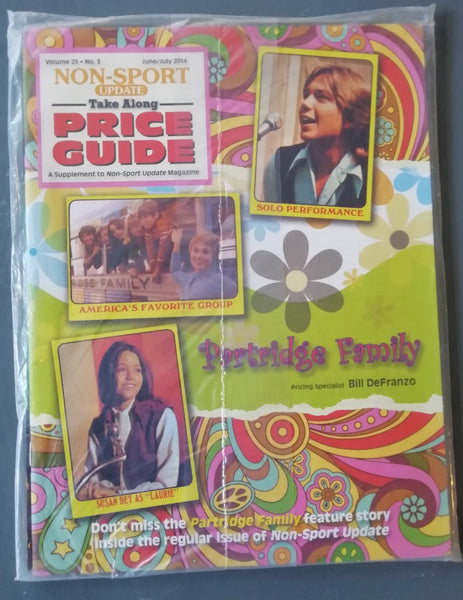 Volume 25 • No. 3 June/July 2014
NON-SPORT
UPDATE
Take Along
PRICE
GUIDE
A Supplement to Non-Sport Update Magazine
SOLO PERFORMANCE
RIDGE FAMILY
AMERICA'S FAVORITE GROUP
Partridge Family
Pricing Specialist Bill DeFranzo
SUSAN DEY AS "LAURIE"
Don't miss the Partridge Family feature story
inside the regular issue of Non-Sport Update